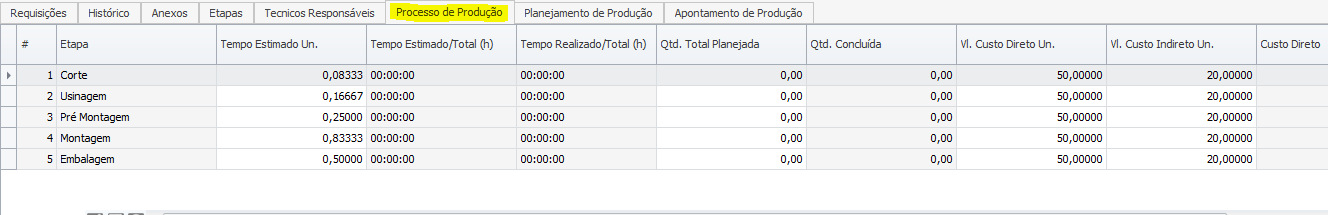 Requisições Histórico Anexos Etapas Tecnicos Responsáveis Processo de Produção Planejamento de Produção Apontamento de Produção
# Etapa Tempo Estimado Un. Tempo Estimado/Total (h) Tempo Realizado/Total (h) Qtd. Total Planejada Qtd. Concluída Vl. Custo Direto Un. Vl. Custo Indireto Un. Custo Direto
1 Corte 0,08333 00:00:00 00:00:00 0,00 0,00 50,00000 20,00000
2 Usinagem 0,16667 00:00:00 00:00:00 0,00 0,00 50,00000 20,00000
3 Pré Montagem 0,25000 00:00:00 00:00:00 0,00 0,00 50,00000 20,00000
4 Montagem 0,83333 00:00:00 00:00:00 0,00 0,00 50,00000 20,00000
5 Embalagem 0,50000 00:00:00 00:00:00 0,00 0,00 50,00000 20,00000